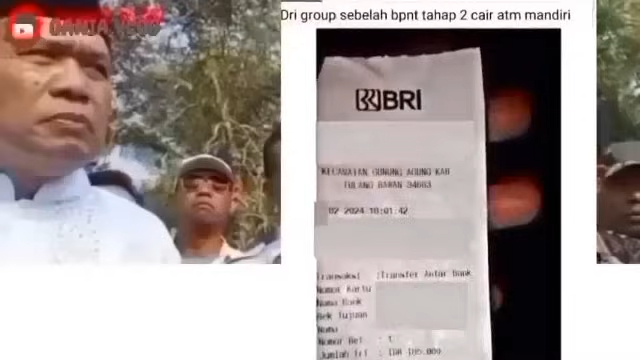 Dri group sebelah bpnt tahap 2 cair atm mandiri
BRI
KECAMATAN GUNUNG AGUNG KAB
TULANG BAWAN 34683
02 2024 10:01:42
Transaksi :Transfer Antar Bank
Nomor Kartu
Nama Bank
Rek Tujuan
Nama
Nomor Ref :
Jumlah Trf : IDR